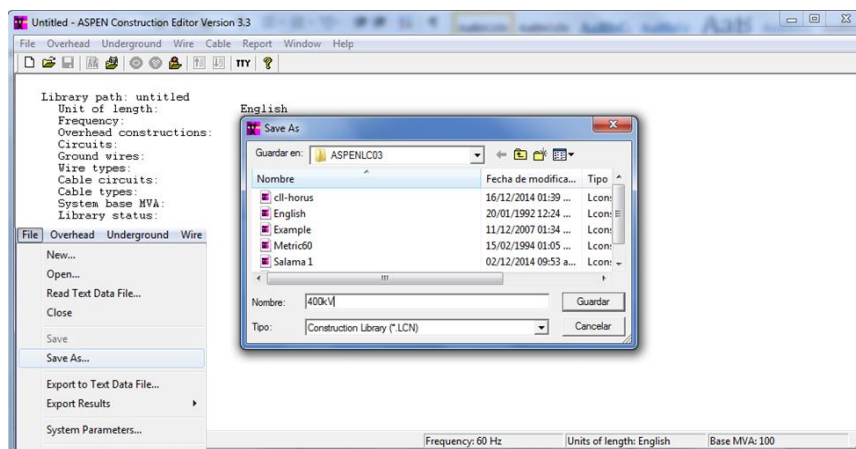 Untitled - ASPEN Construction Editor Version 3.3
File Overhead Underground Wire Cable Report Window Help
TTY
Library path: untitled
Unit of length: English
Frequency:
Overhead constructions:
Circuits:
Ground wires:
Wire types:
Cable circuits:
Cable types:
System base MVA:
Library status:
File Overhead Underground Wire
New...
Open...
Read Text Data File...
Close
Save
Save As...
Export to Text Data File...
Export Results
System Parameters...
Save As
Guardar en: ASPENLC03
Nombre Fecha de modifica... Tipo
cll-horus 16/12/2014 01:39 ... Lcon
English 20/01/1992 12:24 ... Lcon
Example 11/12/2007 01:34 ... Lcon
Metric60 15/02/1994 01:05 ... Lcon
Salama 1 02/12/2014 09:53 a... Lcon
Nombre: 400kV Guardar
Tipo: Construction Library (*.LCN) Cancelar
Frequency: 60 Hz Units of length: English Base MVA: 100